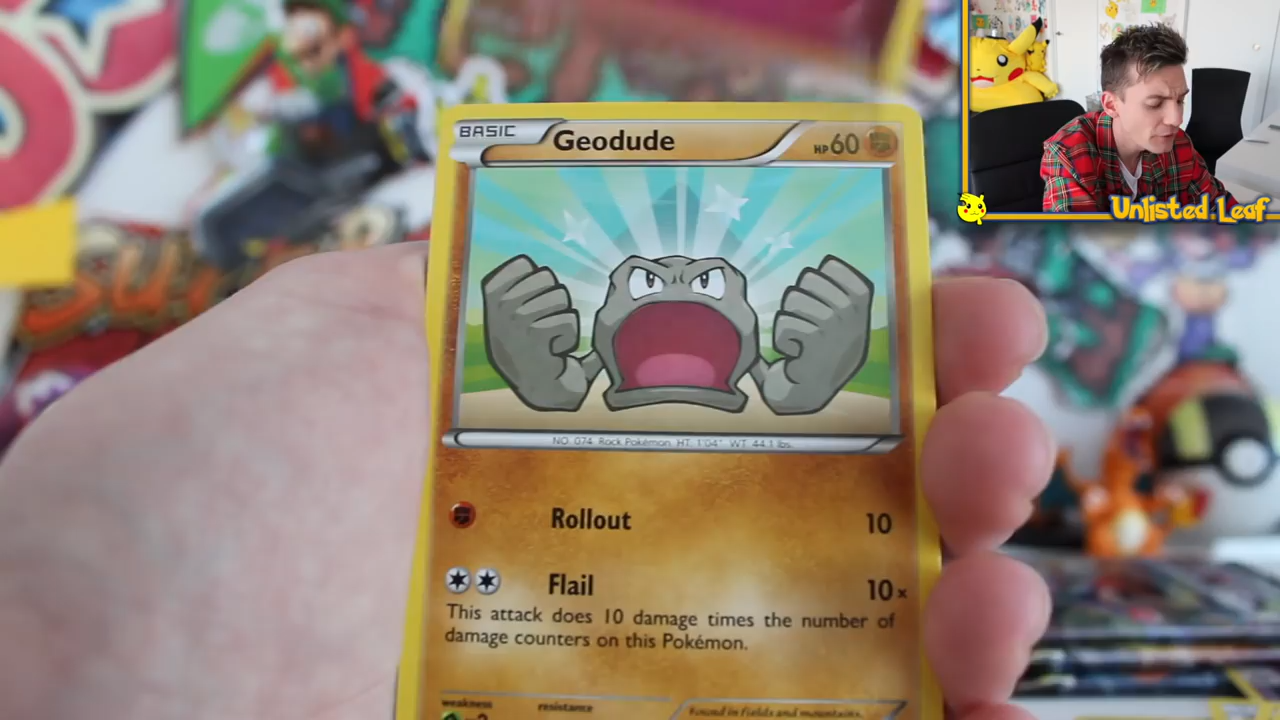 BASIC
Geodude
HP60
Unlisted Leaf
NO. 074 Rock Pokémon. HT: 1'04" WT: 44.1 lbs.
Rollout 10
Flail 10×
This attack does 10 damage times the number of
damage counters on this Pokémon.
weakness resistance
×2
Found in fields and mountains.